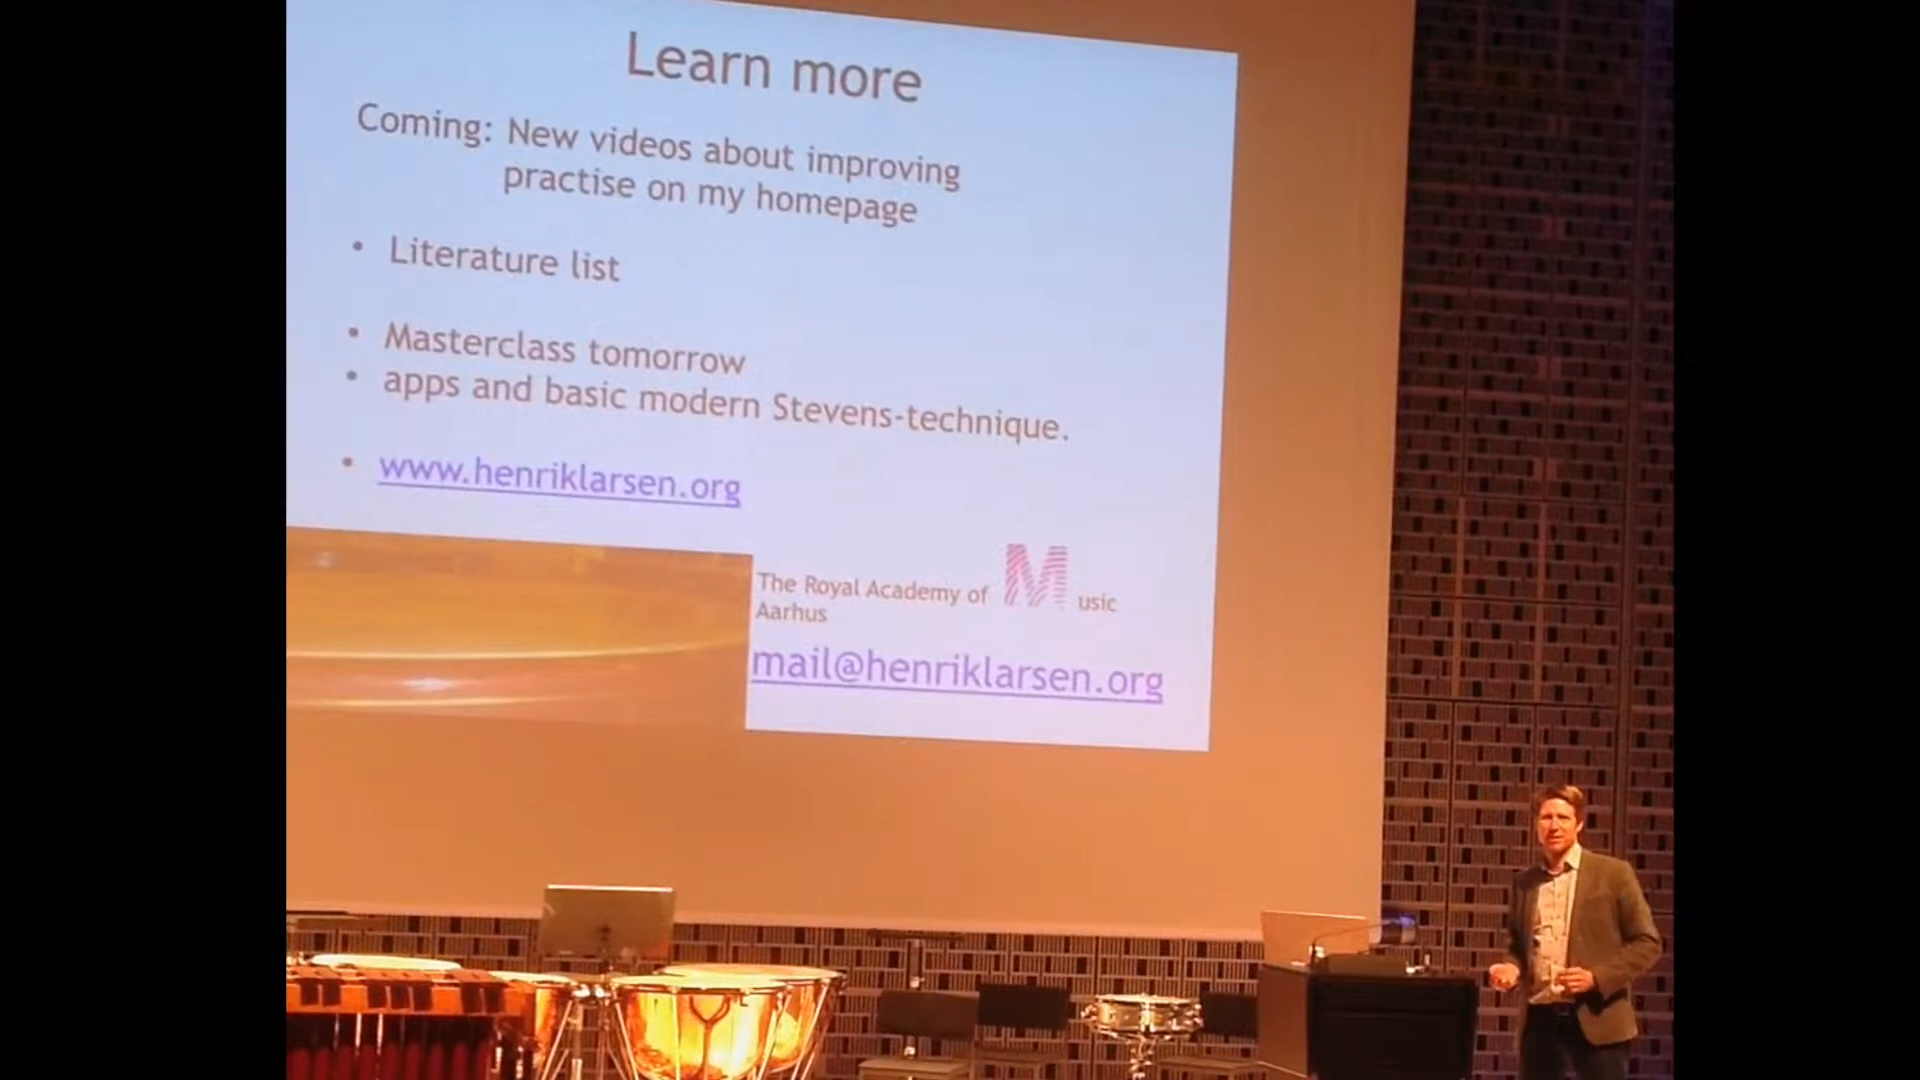 Learn more
Coming: New videos about improving
practise on my homepage
• Literature list
• Masterclass tomorrow
• apps and basic modern Stevens-technique.
• www.henriklarsen.org
The Royal Academy of Music
Aarhus
mail@henriklarsen.org